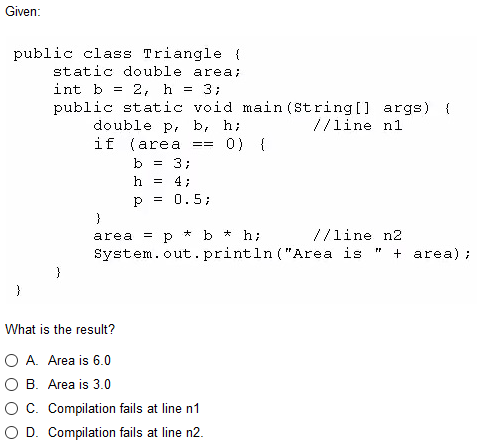 Given:
public class Triangle {
static double area;
int b = 2, h = 3;
public static void main(String[] args) {
double p, b, h; //line n1
if (area == 0) {
b = 3;
h = 4;
p = 0.5;
}
area = p * b * h; //line n2
System.out.println("Area is " + area);
}
}
What is the result?
A. Area is 6.0
B. Area is 3.0
C. Compilation fails at line n1
D. Compilation fails at line n2.